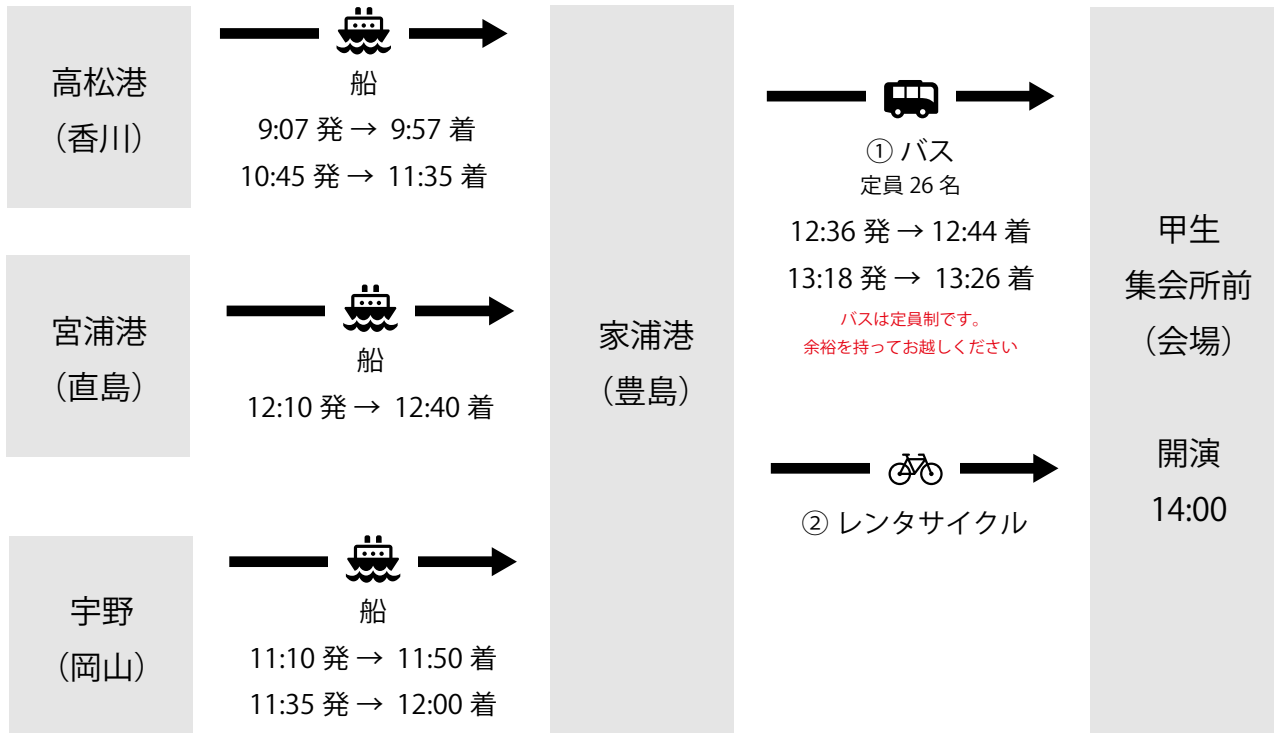 高松港
（香川）
船
9:07 発→ 9:57 着
10:45 発→ 11:35 着
宮浦港
（直島）
船
12:10 発→ 12:40 着
宇野
（岡山）
船
11:10 発→ 11:50 着
11:35 発→ 12:00 着
家浦港
（豊島）
① バス
定員 26 名
12:36 発→ 12:44 着
13:18 発→ 13:26 着
バスは定員制です。
余裕を持ってお越しください
② レンタサイクル
甲生
集会所前
（会場）
開演
14:00